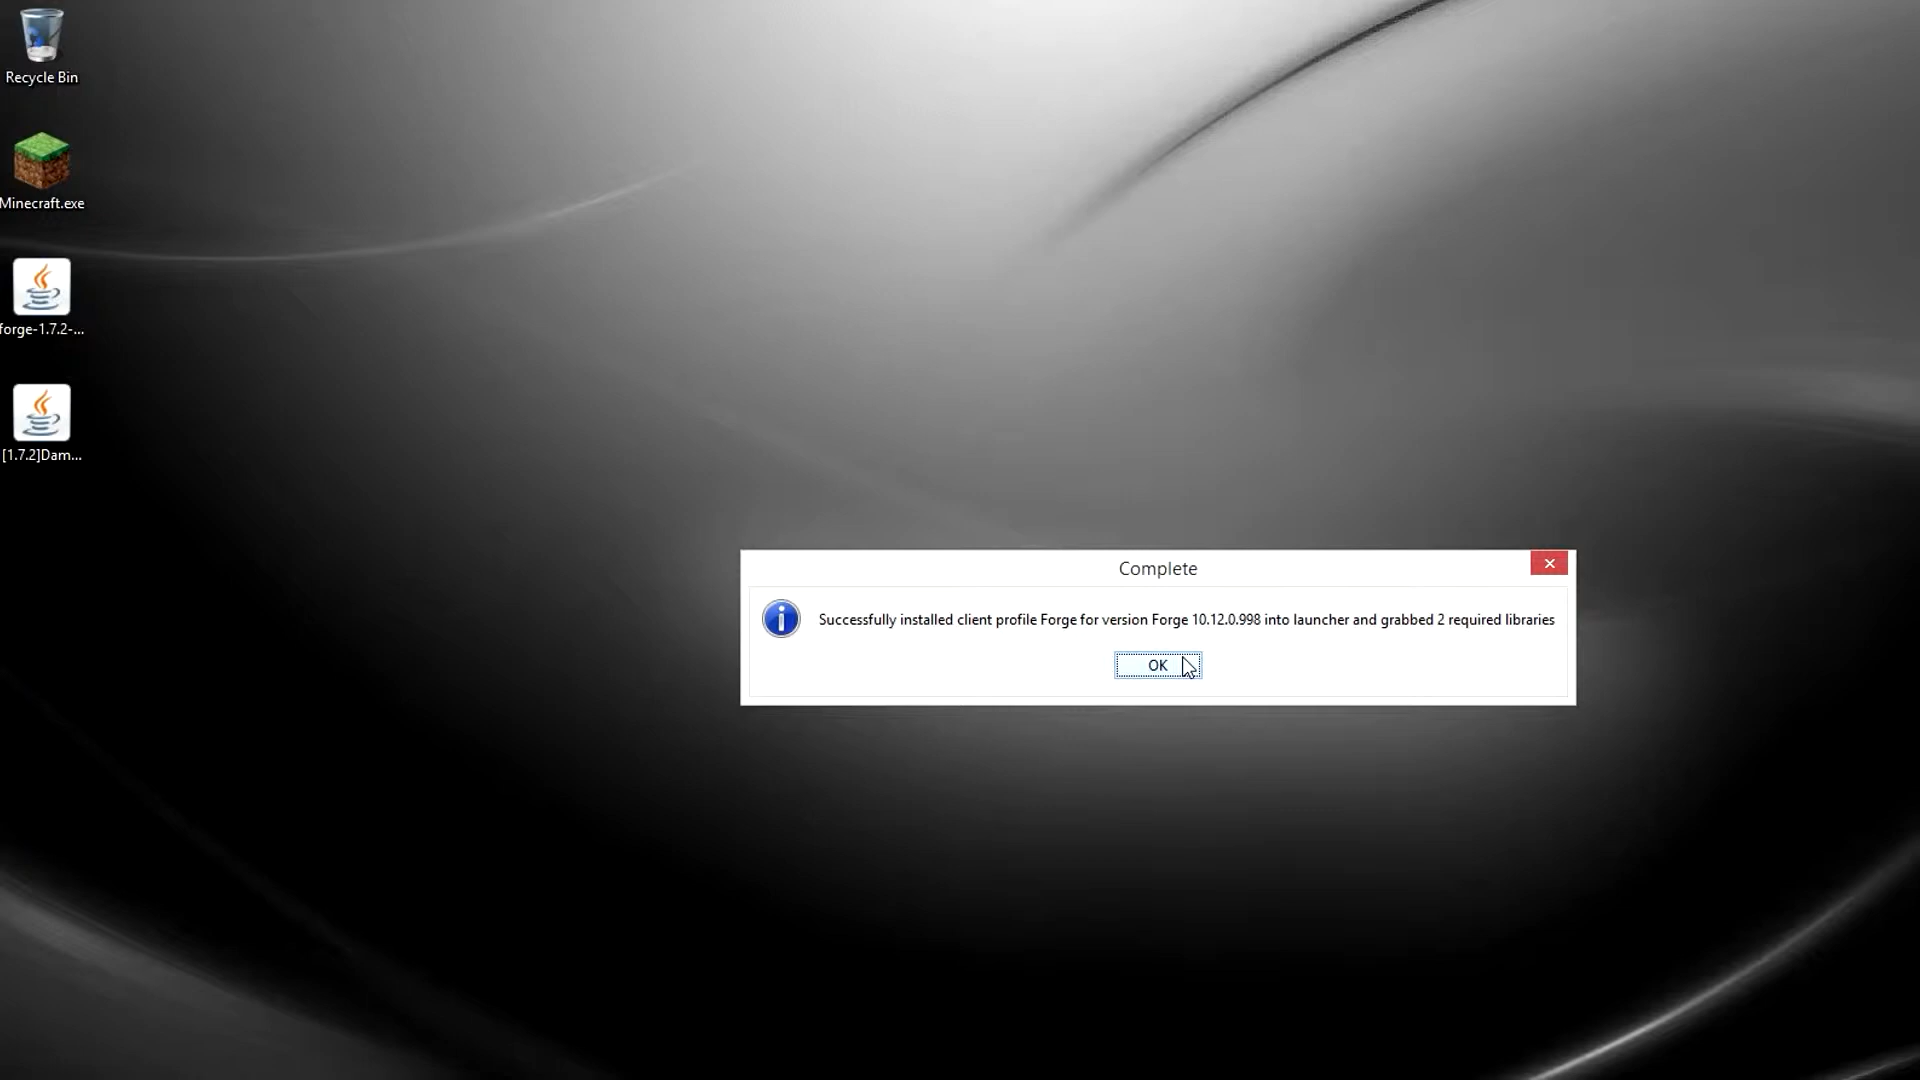 Recycle Bin
Minecraft.exe
forge-1.7.2-...
[1.7.2]Dam...
Complete
Successfully installed client profile Forge for version Forge 10.12.0.998 into launcher and grabbed 2 required libraries
OK